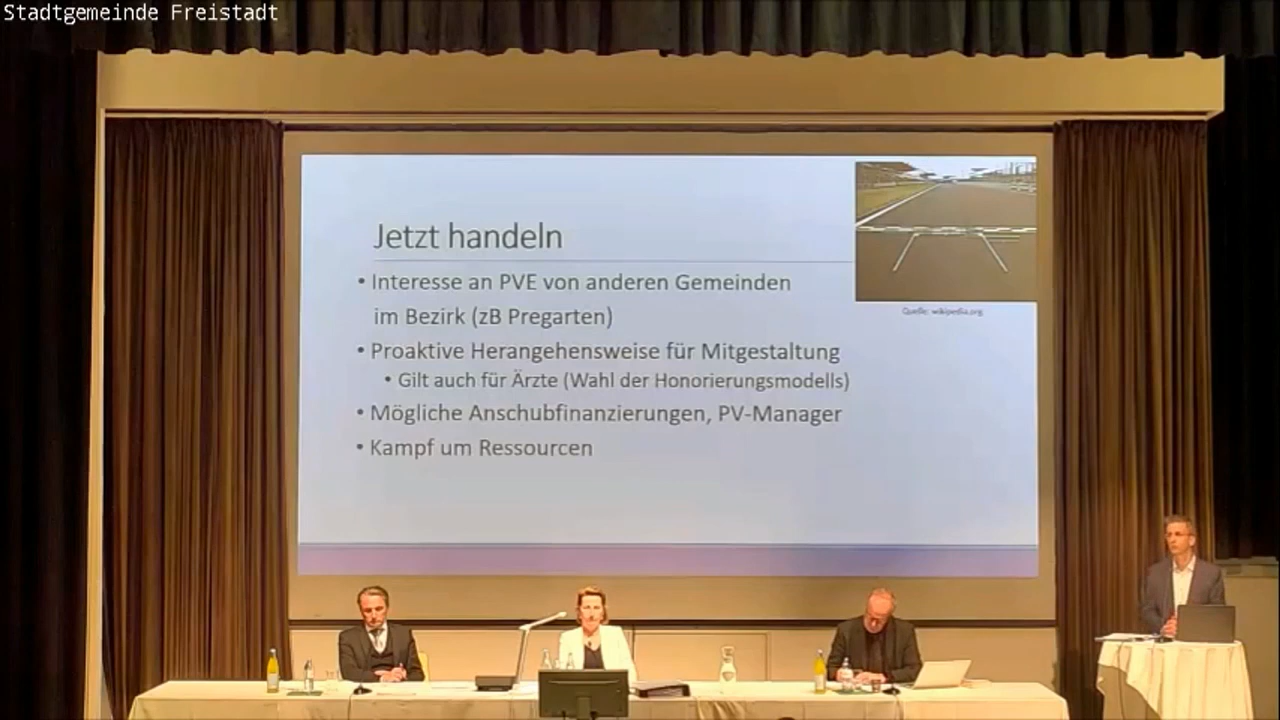 Stadtgemeinde Freistadt
Jetzt handeln
• Interesse an PVE von anderen Gemeinden
im Bezirk (zB Pregarten)
• Proaktive Herangehensweise für Mitgestaltung
• Gilt auch für Ärzte (Wahl der Honorierungsmodells)
• Mögliche Anschubfinanzierungen, PV-Manager
• Kampf um Ressourcen
Quelle: wikipedia.org